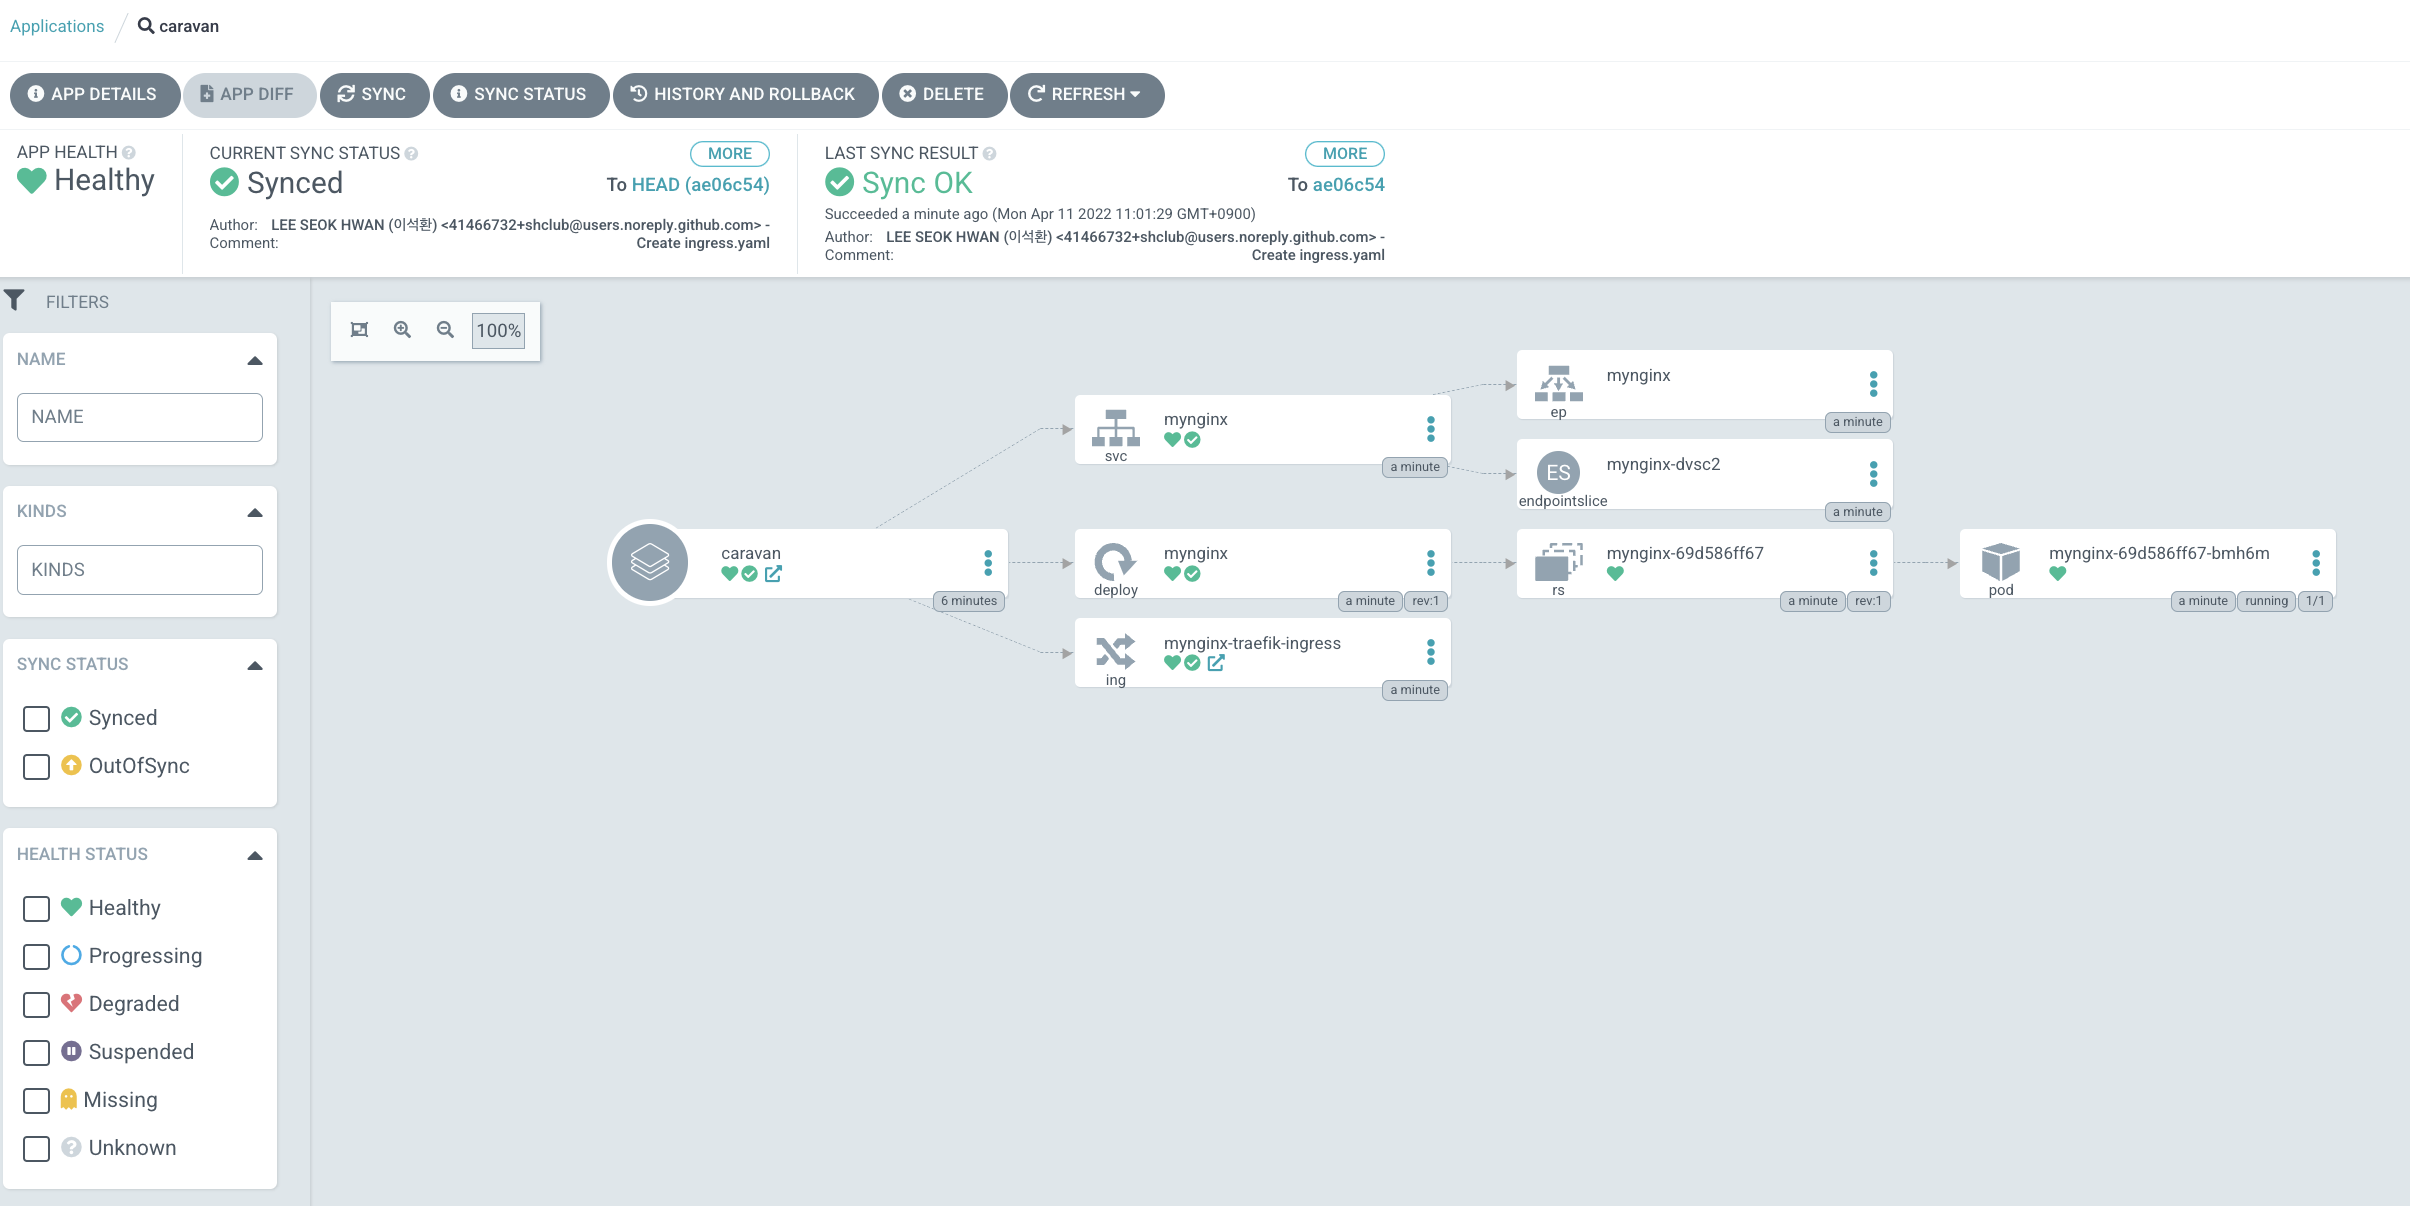 Applications
caravan
APP DETAILS
APP DIFF
SYNC
SYNC STATUS
HISTORY AND ROLLBACK
DELETE
REFRESH
APP HEALTH
Healthy
CURRENT SYNC STATUS
MORE
Synced
To HEAD (ae06c54)
Author: LEE SEOK HWAN (이석환) <41466732+shclub@users.noreply.github.com> -
Comment: Create ingress.yaml
LAST SYNC RESULT
MORE
Sync OK
To ae06c54
Succeeded a minute ago (Mon Apr 11 2022 11:01:29 GMT+0900)
Author: LEE SEOK HWAN (이석환) <41466732+shclub@users.noreply.github.com> -
Comment: Create ingress.yaml
FILTERS
NAME
NAME
KINDS
KINDS
SYNC STATUS
Synced
OutOfSync
HEALTH STATUS
Healthy
Progressing
Degraded
Suspended
Missing
Unknown
100%
caravan
6 minutes
mynginx
svc
a minute
mynginx
deploy
a minute
rev:1
mynginx-traefik-ingress
ing
a minute
mynginx
ep
a minute
ES
mynginx-dvsc2
endpointslice
a minute
mynginx-69d586ff67
rs
a minute
rev:1
mynginx-69d586ff67-bmh6m
pod
a minute
running
1/1